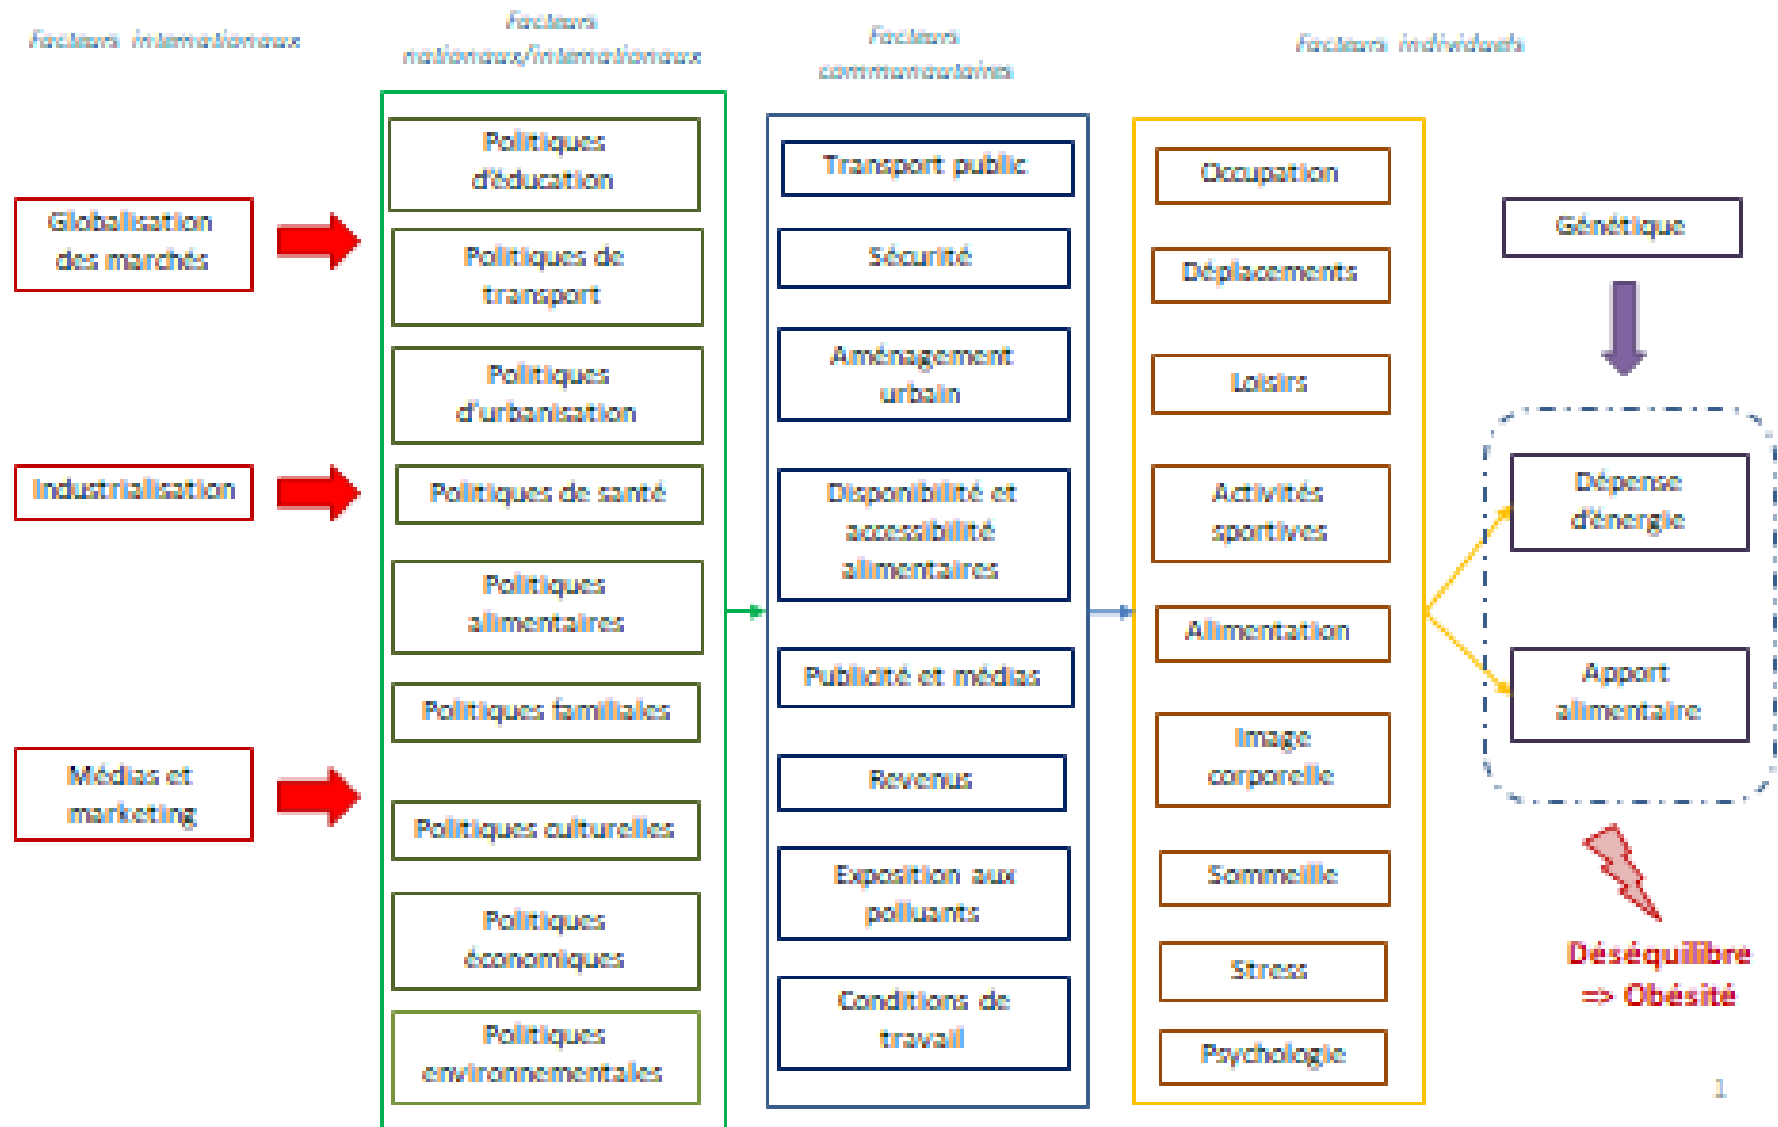 Facteurs internationaux
Facteurs
nationaux/internationaux
Facteurs
communautaires
Facteurs individuels
Globalisation
des marchés
Industrialisation
Médias et
marketing
Politiques
d'éducation
Politiques de
transport
Politiques
d'urbanisation
Politiques de santé
Politiques
alimentaires
Politiques familiales
Politiques culturelles
Politiques
économiques
Politiques
environnementales
Transport public
Sécurité
Aménagement
urbain
Disponibilité et
accessibilité
alimentaires
Publicité et médias
Revenus
Exposition aux
polluants
Conditions de
travail
Occupation
Déplacements
Loisirs
Activités
sportives
Alimentation
Image
corporelle
Sommeille
Stress
Psychologie
Génétique
Dépense
d'énergie
Apport
alimentaire
Déséquilibre
=> Obésité
1